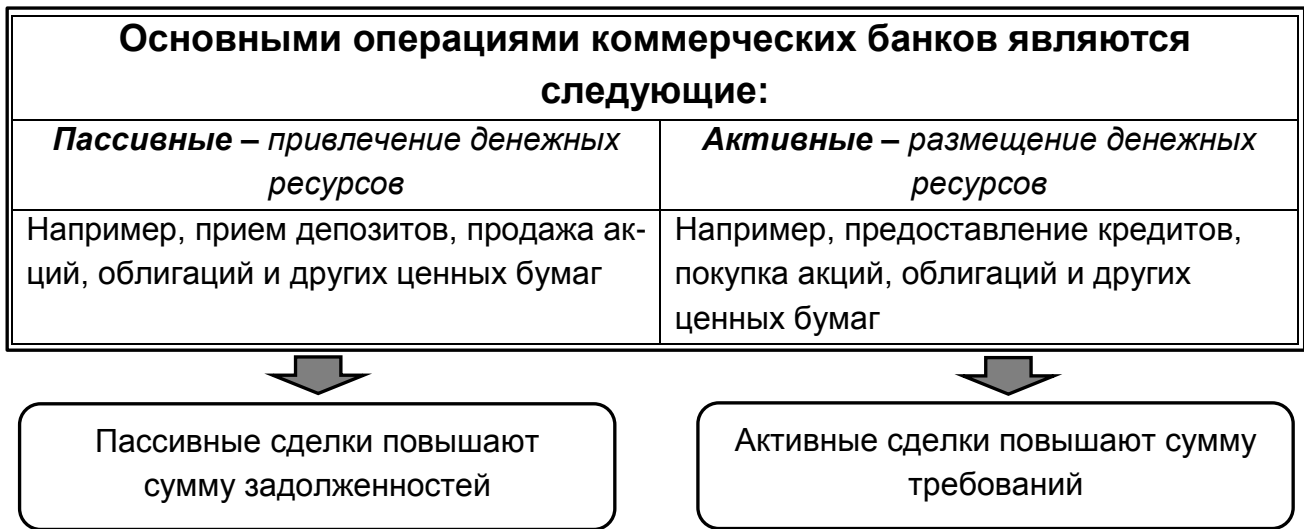 Основными операциями коммерческих банков являются
следующие:
Пассивные – привлечение денежных
ресурсов
Активные – размещение денежных
ресурсов
Например, прием депозитов, продажа ак-
ций, облигаций и других ценных бумаг
Например, предоставление кредитов,
покупка акций, облигаций и других
ценных бумаг
Пассивные сделки повышают
сумму задолженностей
Активные сделки повышают сумму
требований